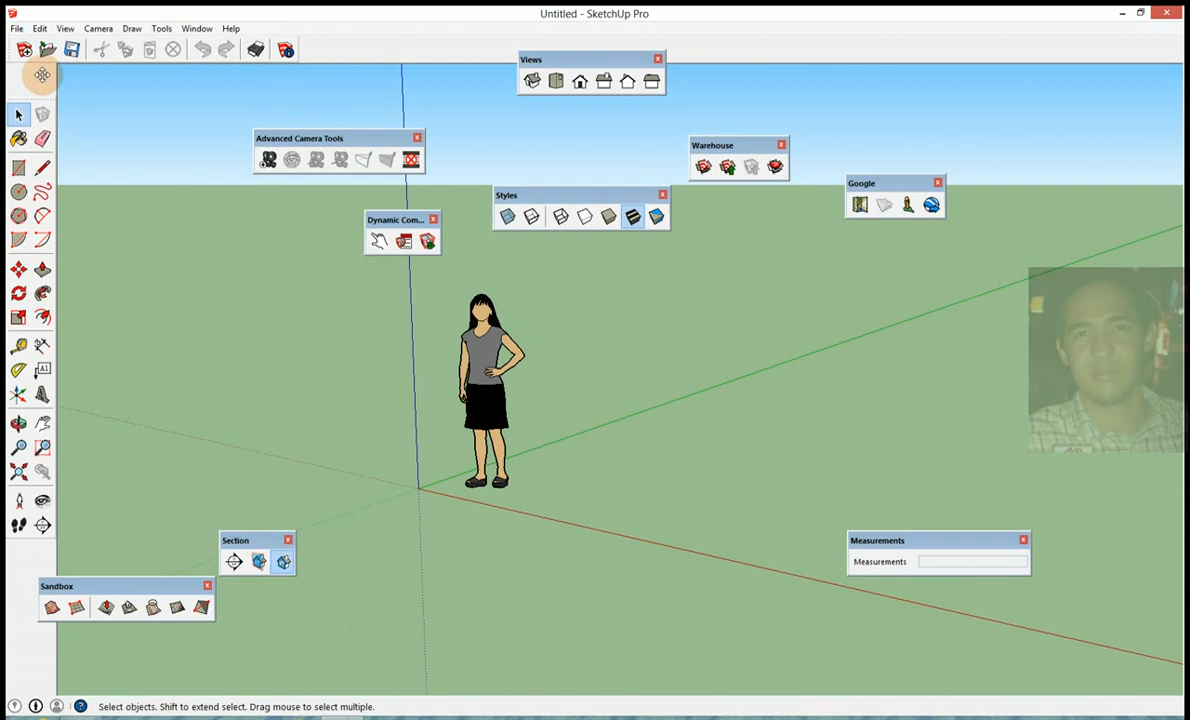 Untitled - SketchUp Pro
File Edit View Camera Draw Tools Window Help
Views
Advanced Camera Tools
Warehouse
Google
Styles
Dynamic Com...
A1
Section
Measurements
Measurements
Sandbox
Select objects. Shift to extend select. Drag mouse to select multiple.